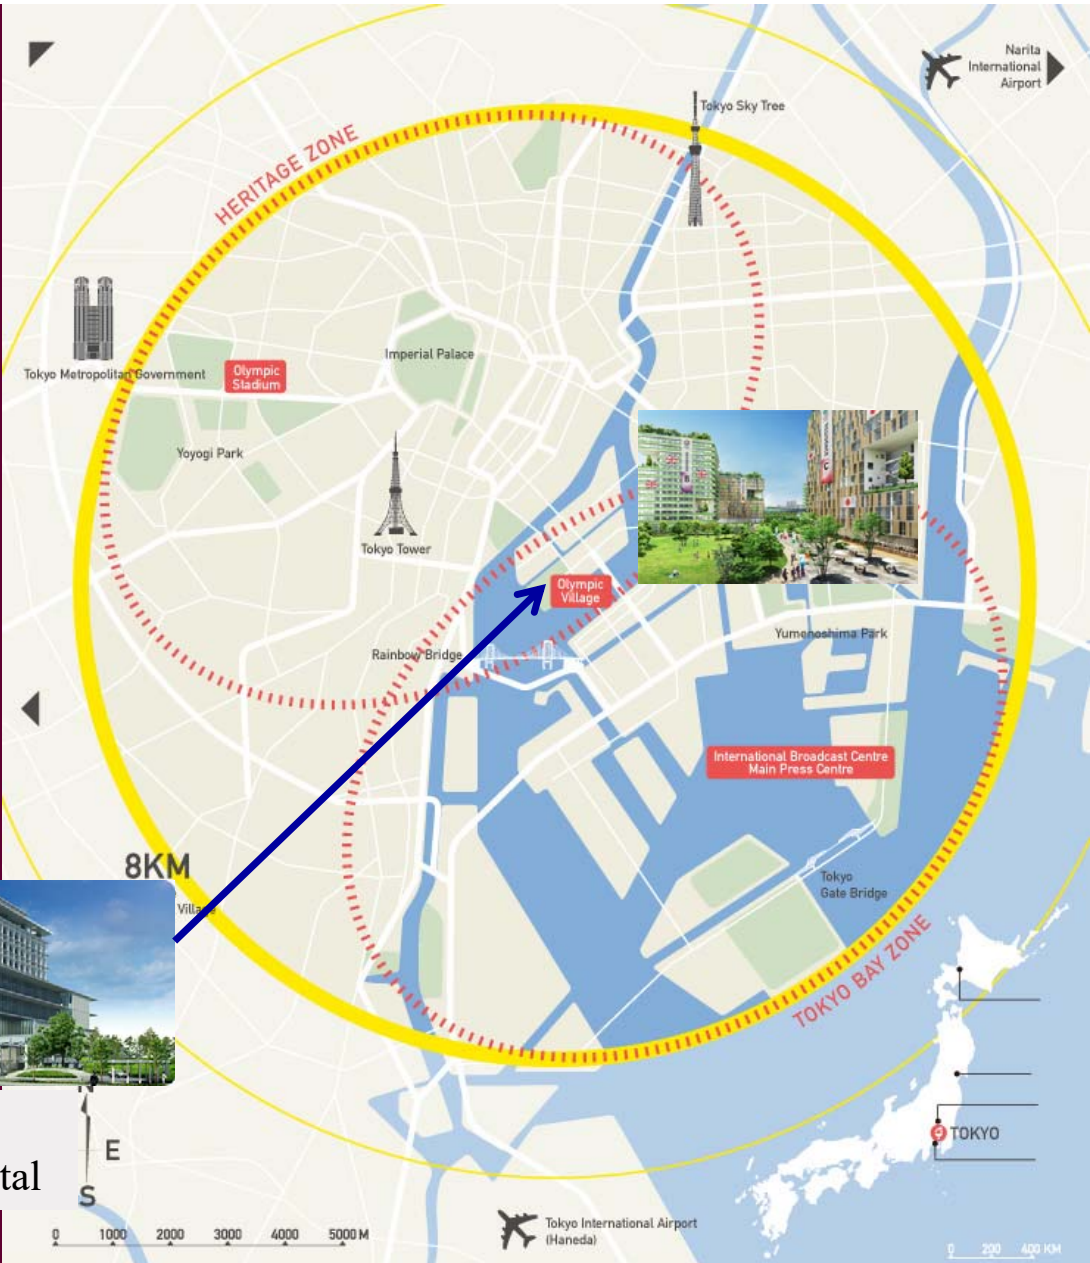 Narita
International
Airport
Tokyo Sky Tree
HERITAGE ZONE
Imperial Palace
Tokyo Metropolitan Government
Olympic
Stadium
Yoyogi Park
Tokyo Tower
Olympic
Village
Rainbow Bridge
Yumenoshima Park
International Broadcast Centre
Main Press Centre
8KM
Village
Tokyo
Gate Bridge
TOKYO BAY ZONE
N
E
S
tal
TOKYO
0 1000 2000 3000 4000 5000 M
Tokyo International Airport
(Haneda)
0 200 400 KM